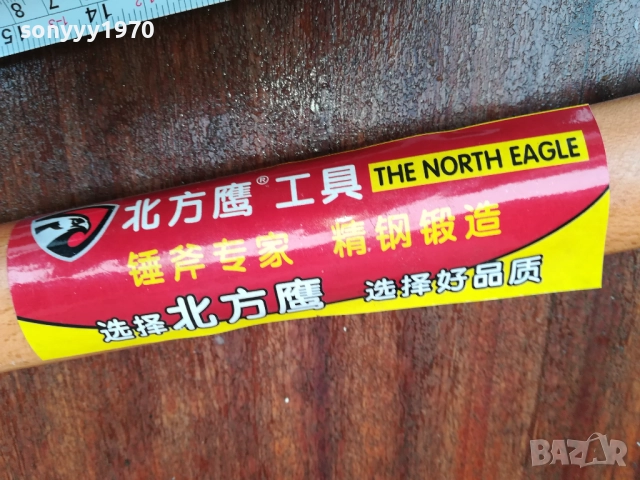 sonyyy1970
北方鹰® 工具 THE NORTH EAGLE
锤斧专家 精钢锻造
选择北方鹰 选择好品质
BAZAR